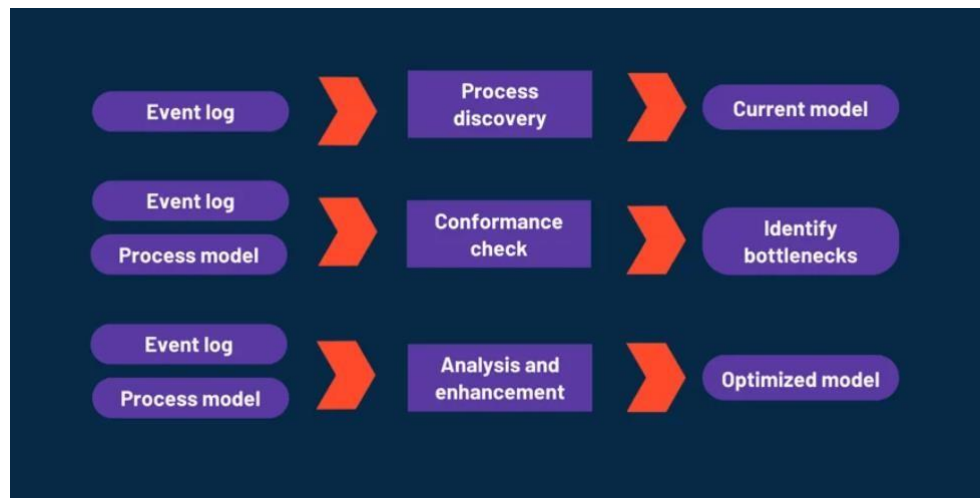 Event log
Process
discovery
Current model
Event log
Process model
Conformance
check
Identify
bottlenecks
Event log
Process model
Analysis and
enhancement
Optimized model